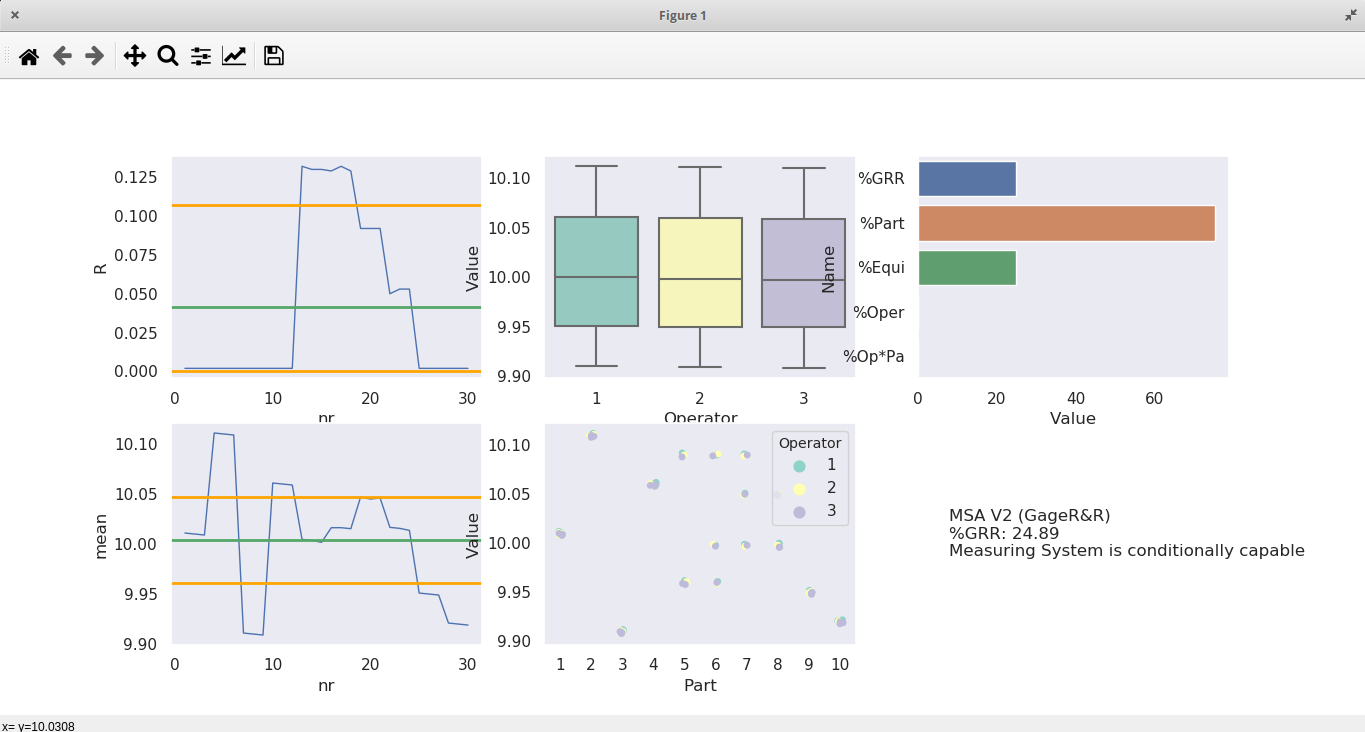 Figure 1
0.125
0.100
0.075
0.050
0.025
0.000
R
0 10 20 30
nr
10.10
10.05
10.00
9.95
9.90
Value
1 2 3
Operator
%GRR
%Part
%Equi
%Oper
%Op*Pa
Name
0 20 40 60
Value
10.10
10.05
10.00
9.95
9.90
mean
0 10 20 30
nr
10.10
10.05
10.00
9.95
9.90
Value
Operator
1
2
3
1 2 3 4 5 6 7 8 9 10
Part
MSA V2 (GageR&R)
%GRR: 24.89
Measuring System is conditionally capable
x= y=10.0308